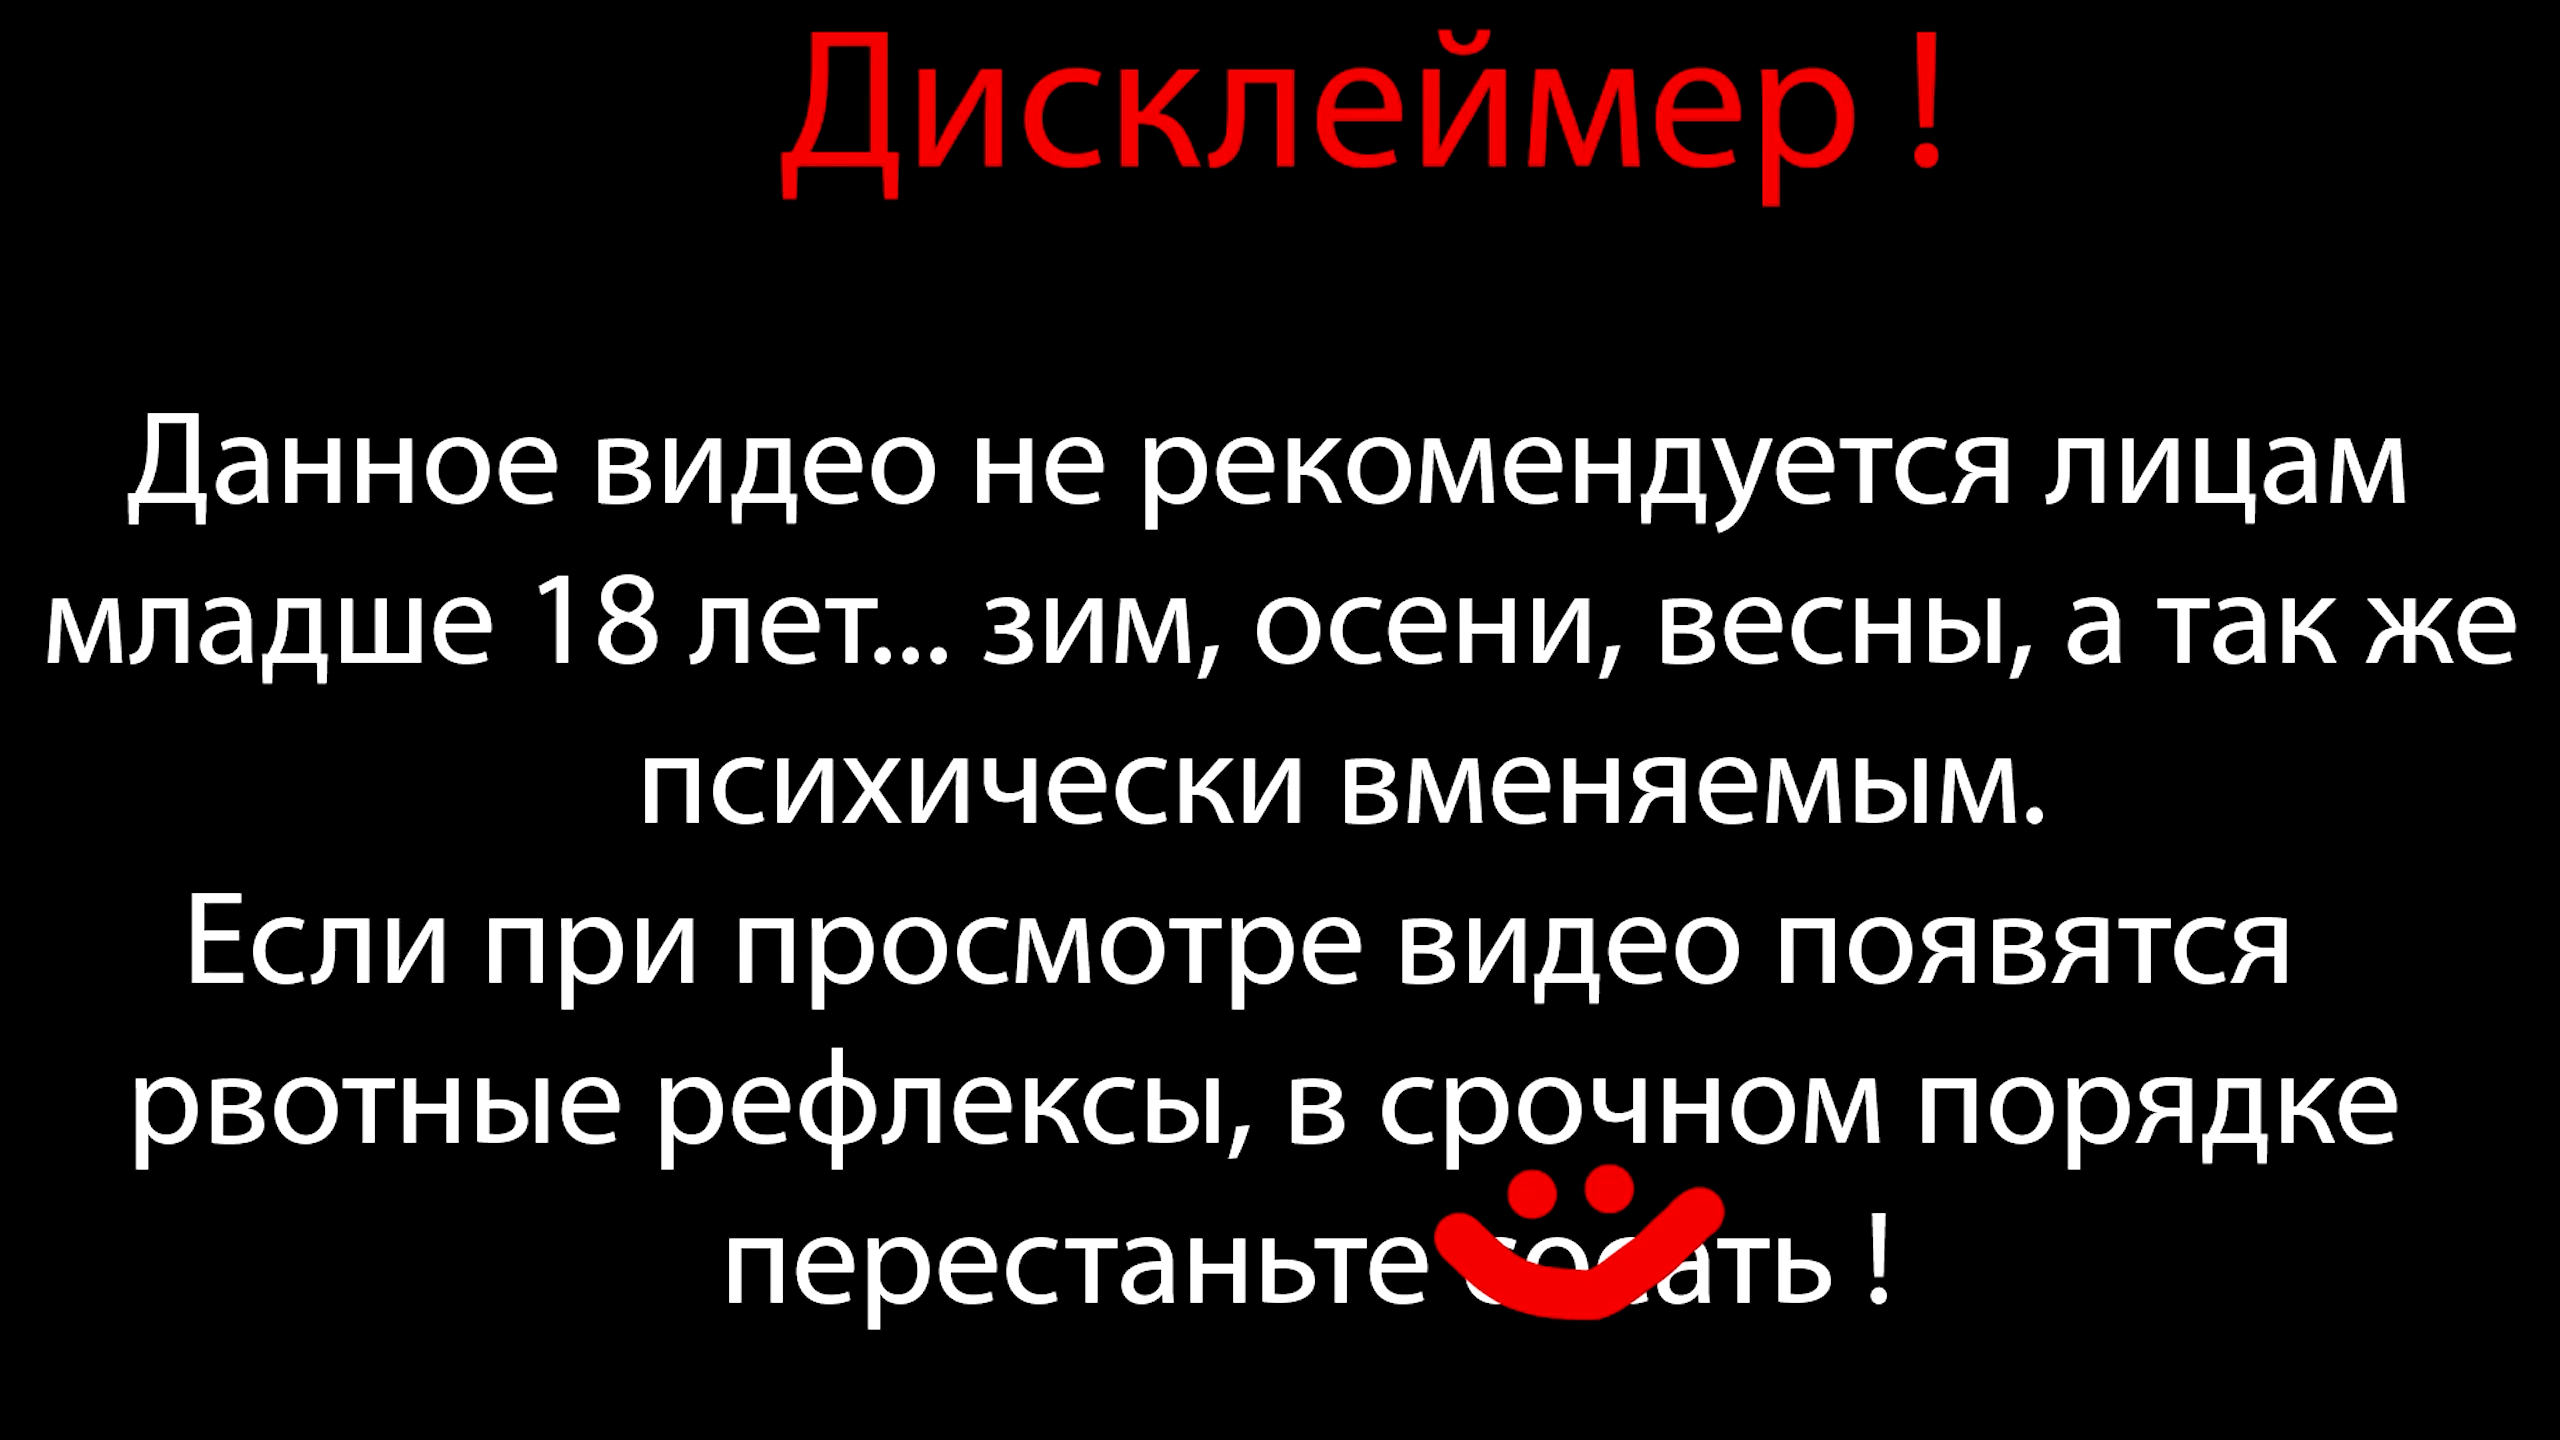 Дисклеймер !
Данное видео не рекомендуется лицам
младше 18 лет... зим, осени, весны, а так же
психически вменяемым.
Если при просмотре видео появятся
рвотные рефлексы, в срочном порядке
перестаньте сосать !